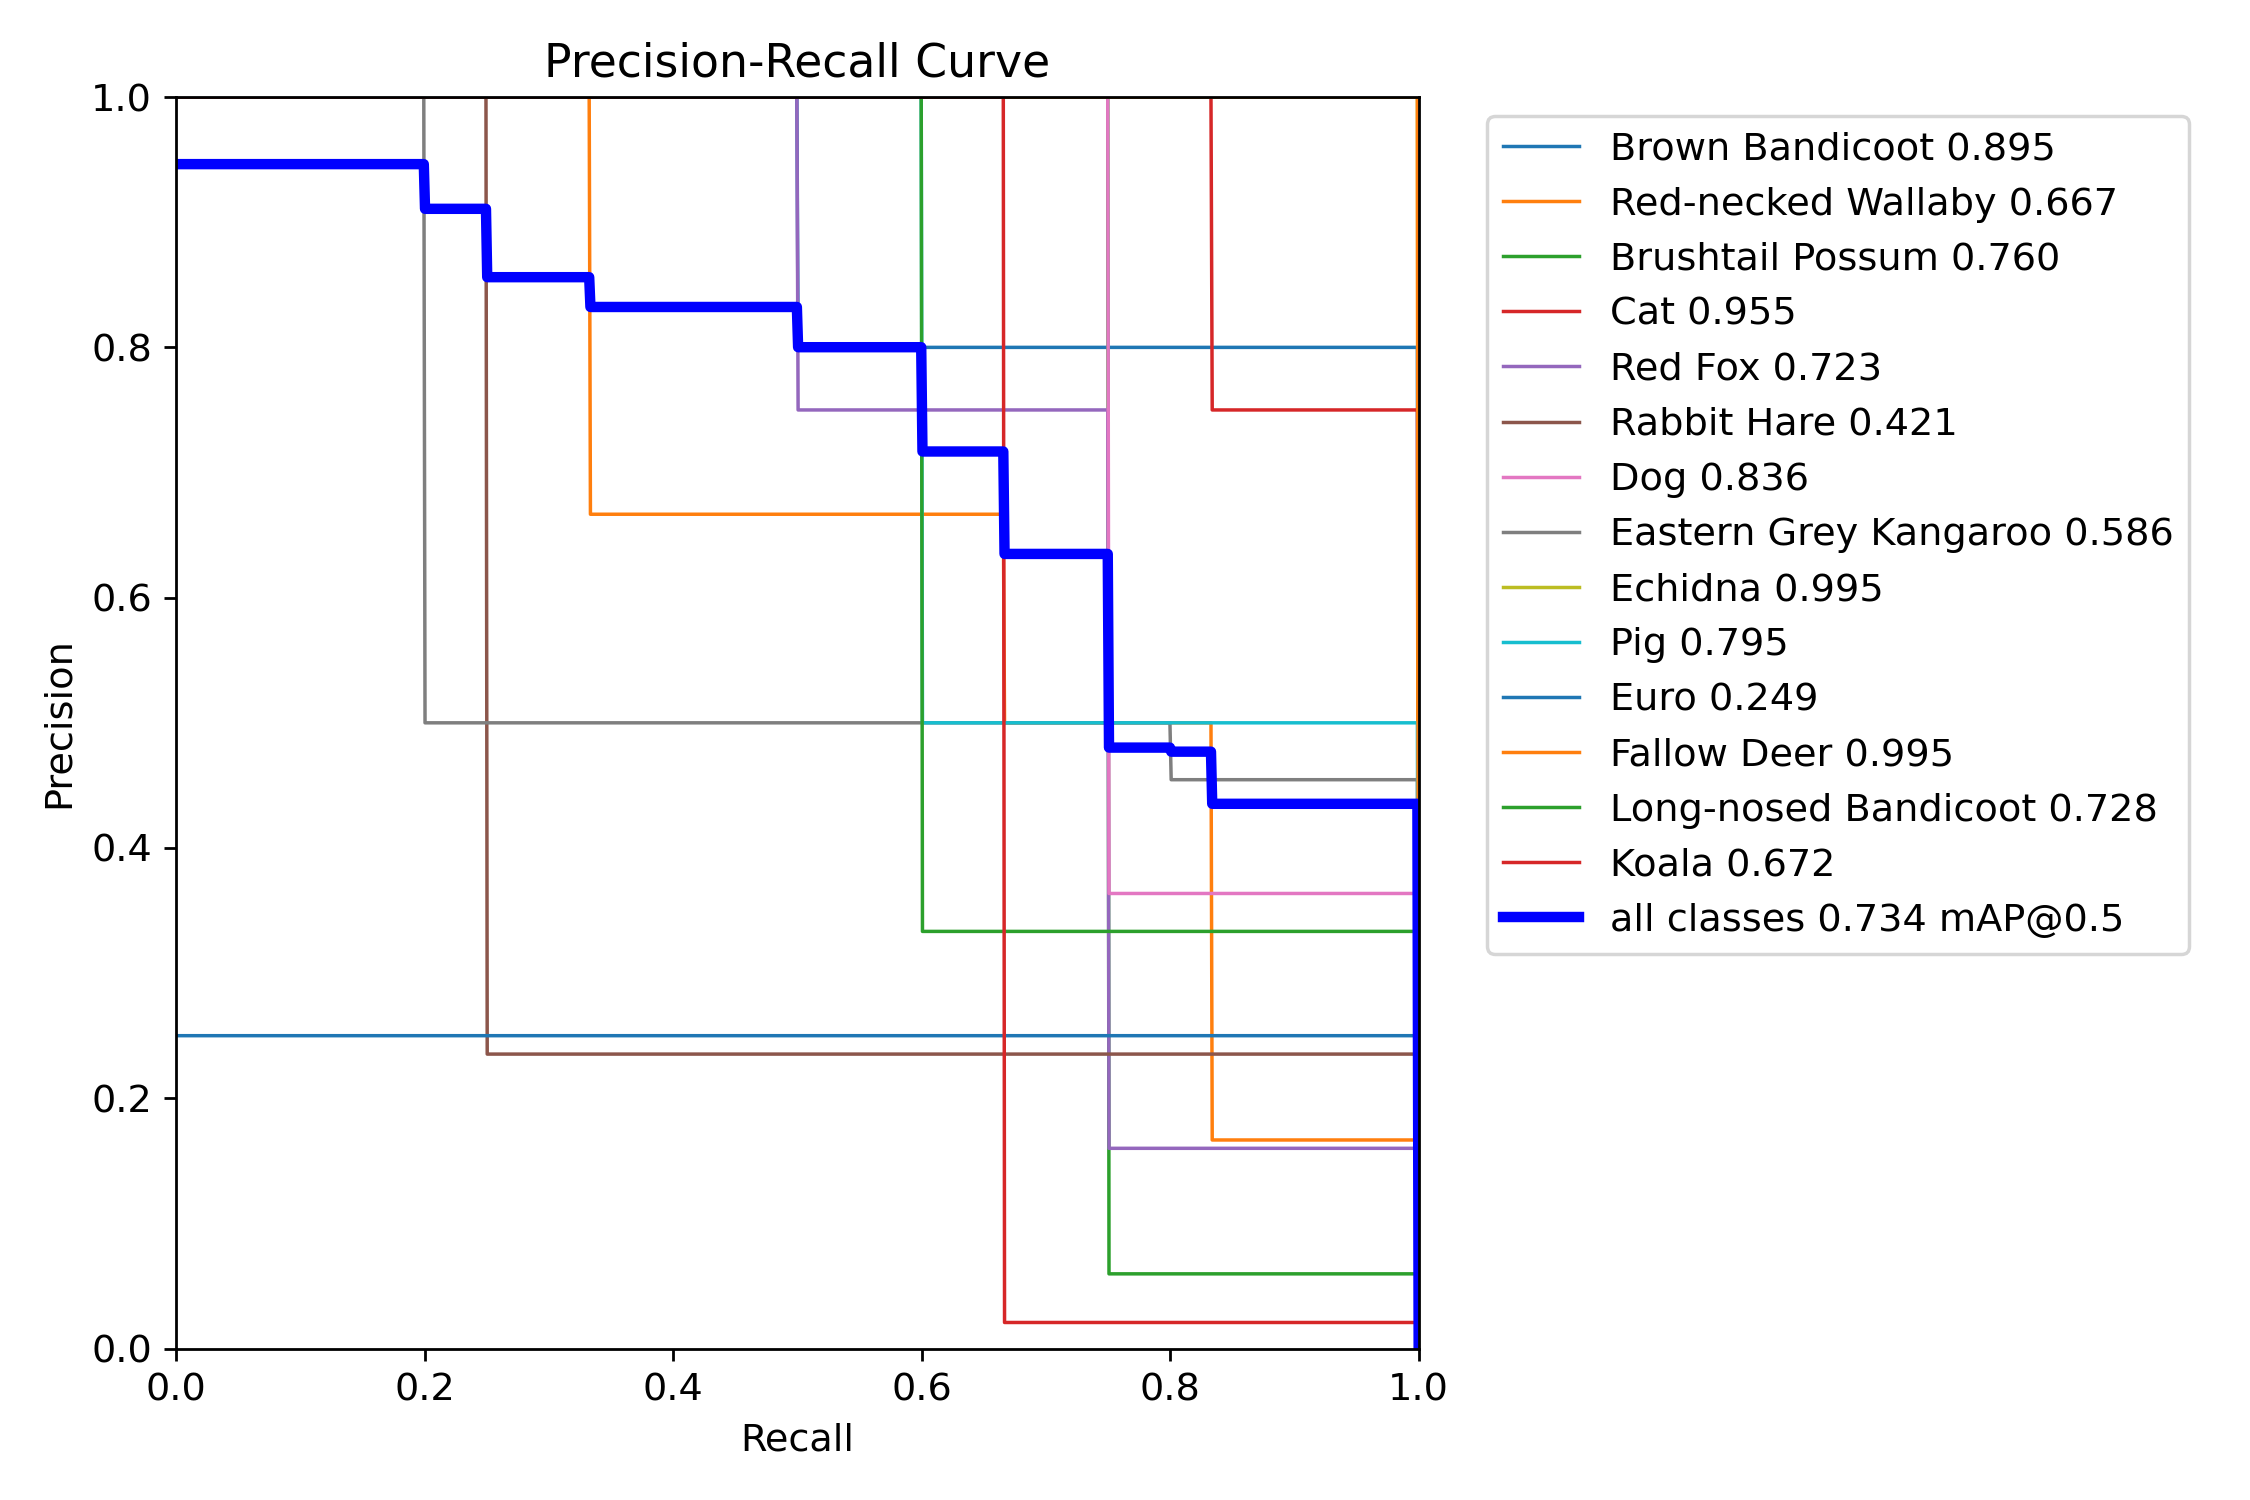 Precision-Recall Curve
1.0
0.8
0.6
0.4
0.2
0.0
Precision
0.0 0.2 0.4 0.6 0.8 1.0
Recall
Brown Bandicoot 0.895
Red-necked Wallaby 0.667
Brushtail Possum 0.760
Cat 0.955
Red Fox 0.723
Rabbit Hare 0.421
Dog 0.836
Eastern Grey Kangaroo 0.586
Echidna 0.995
Pig 0.795
Euro 0.249
Fallow Deer 0.995
Long-nosed Bandicoot 0.728
Koala 0.672
all classes 0.734 mAP@0.5